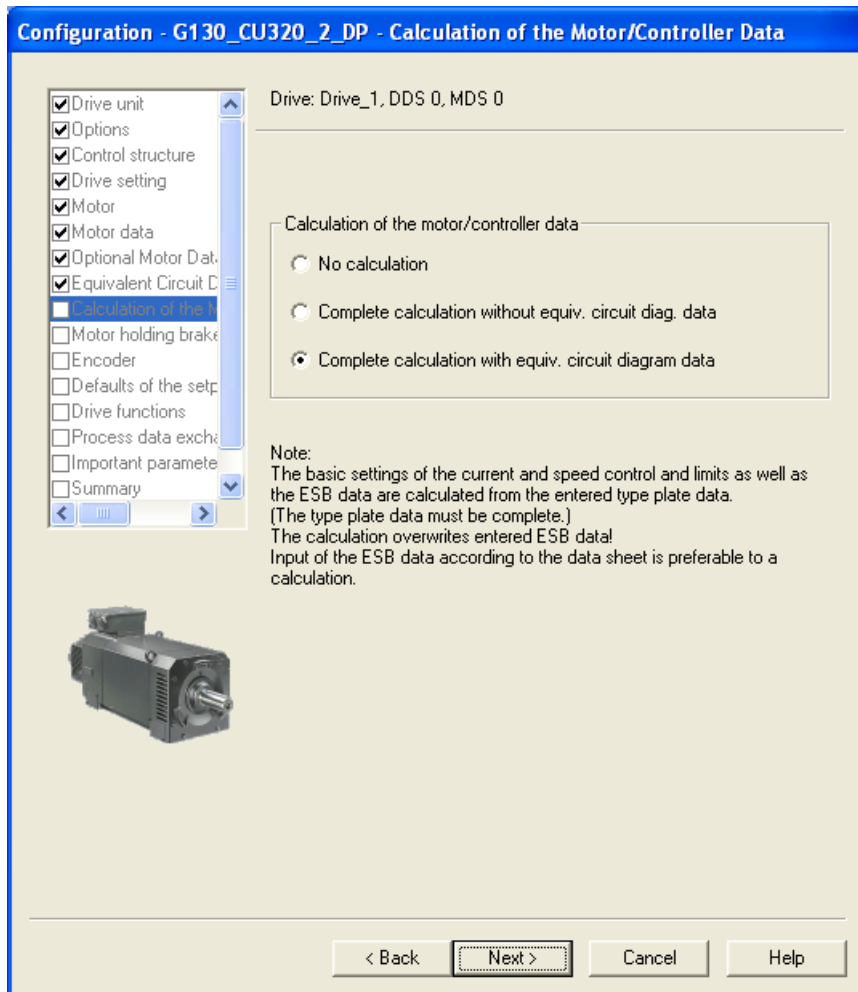 Configuration - G130_CU320_2_DP - Calculation of the Motor/Controller Data
Drive unit
Options
Control structure
Drive setting
Motor
Motor data
Optional Motor Dat
Equivalent Circuit D
Calculation of the M
Motor holding brake
Encoder
Defaults of the setp
Drive functions
Process data excha
Important paramete
Summary
Drive: Drive_1, DDS 0, MDS 0
Calculation of the motor/controller data
No calculation
Complete calculation without equiv. circuit diag. data
Complete calculation with equiv. circuit diagram data
Note:
The basic settings of the current and speed control and limits as well as
the ESB data are calculated from the entered type plate data.
(The type plate data must be complete.)
The calculation overwrites entered ESB data!
Input of the ESB data according to the data sheet is preferable to a
calculation.
< Back
Next >
Cancel
Help